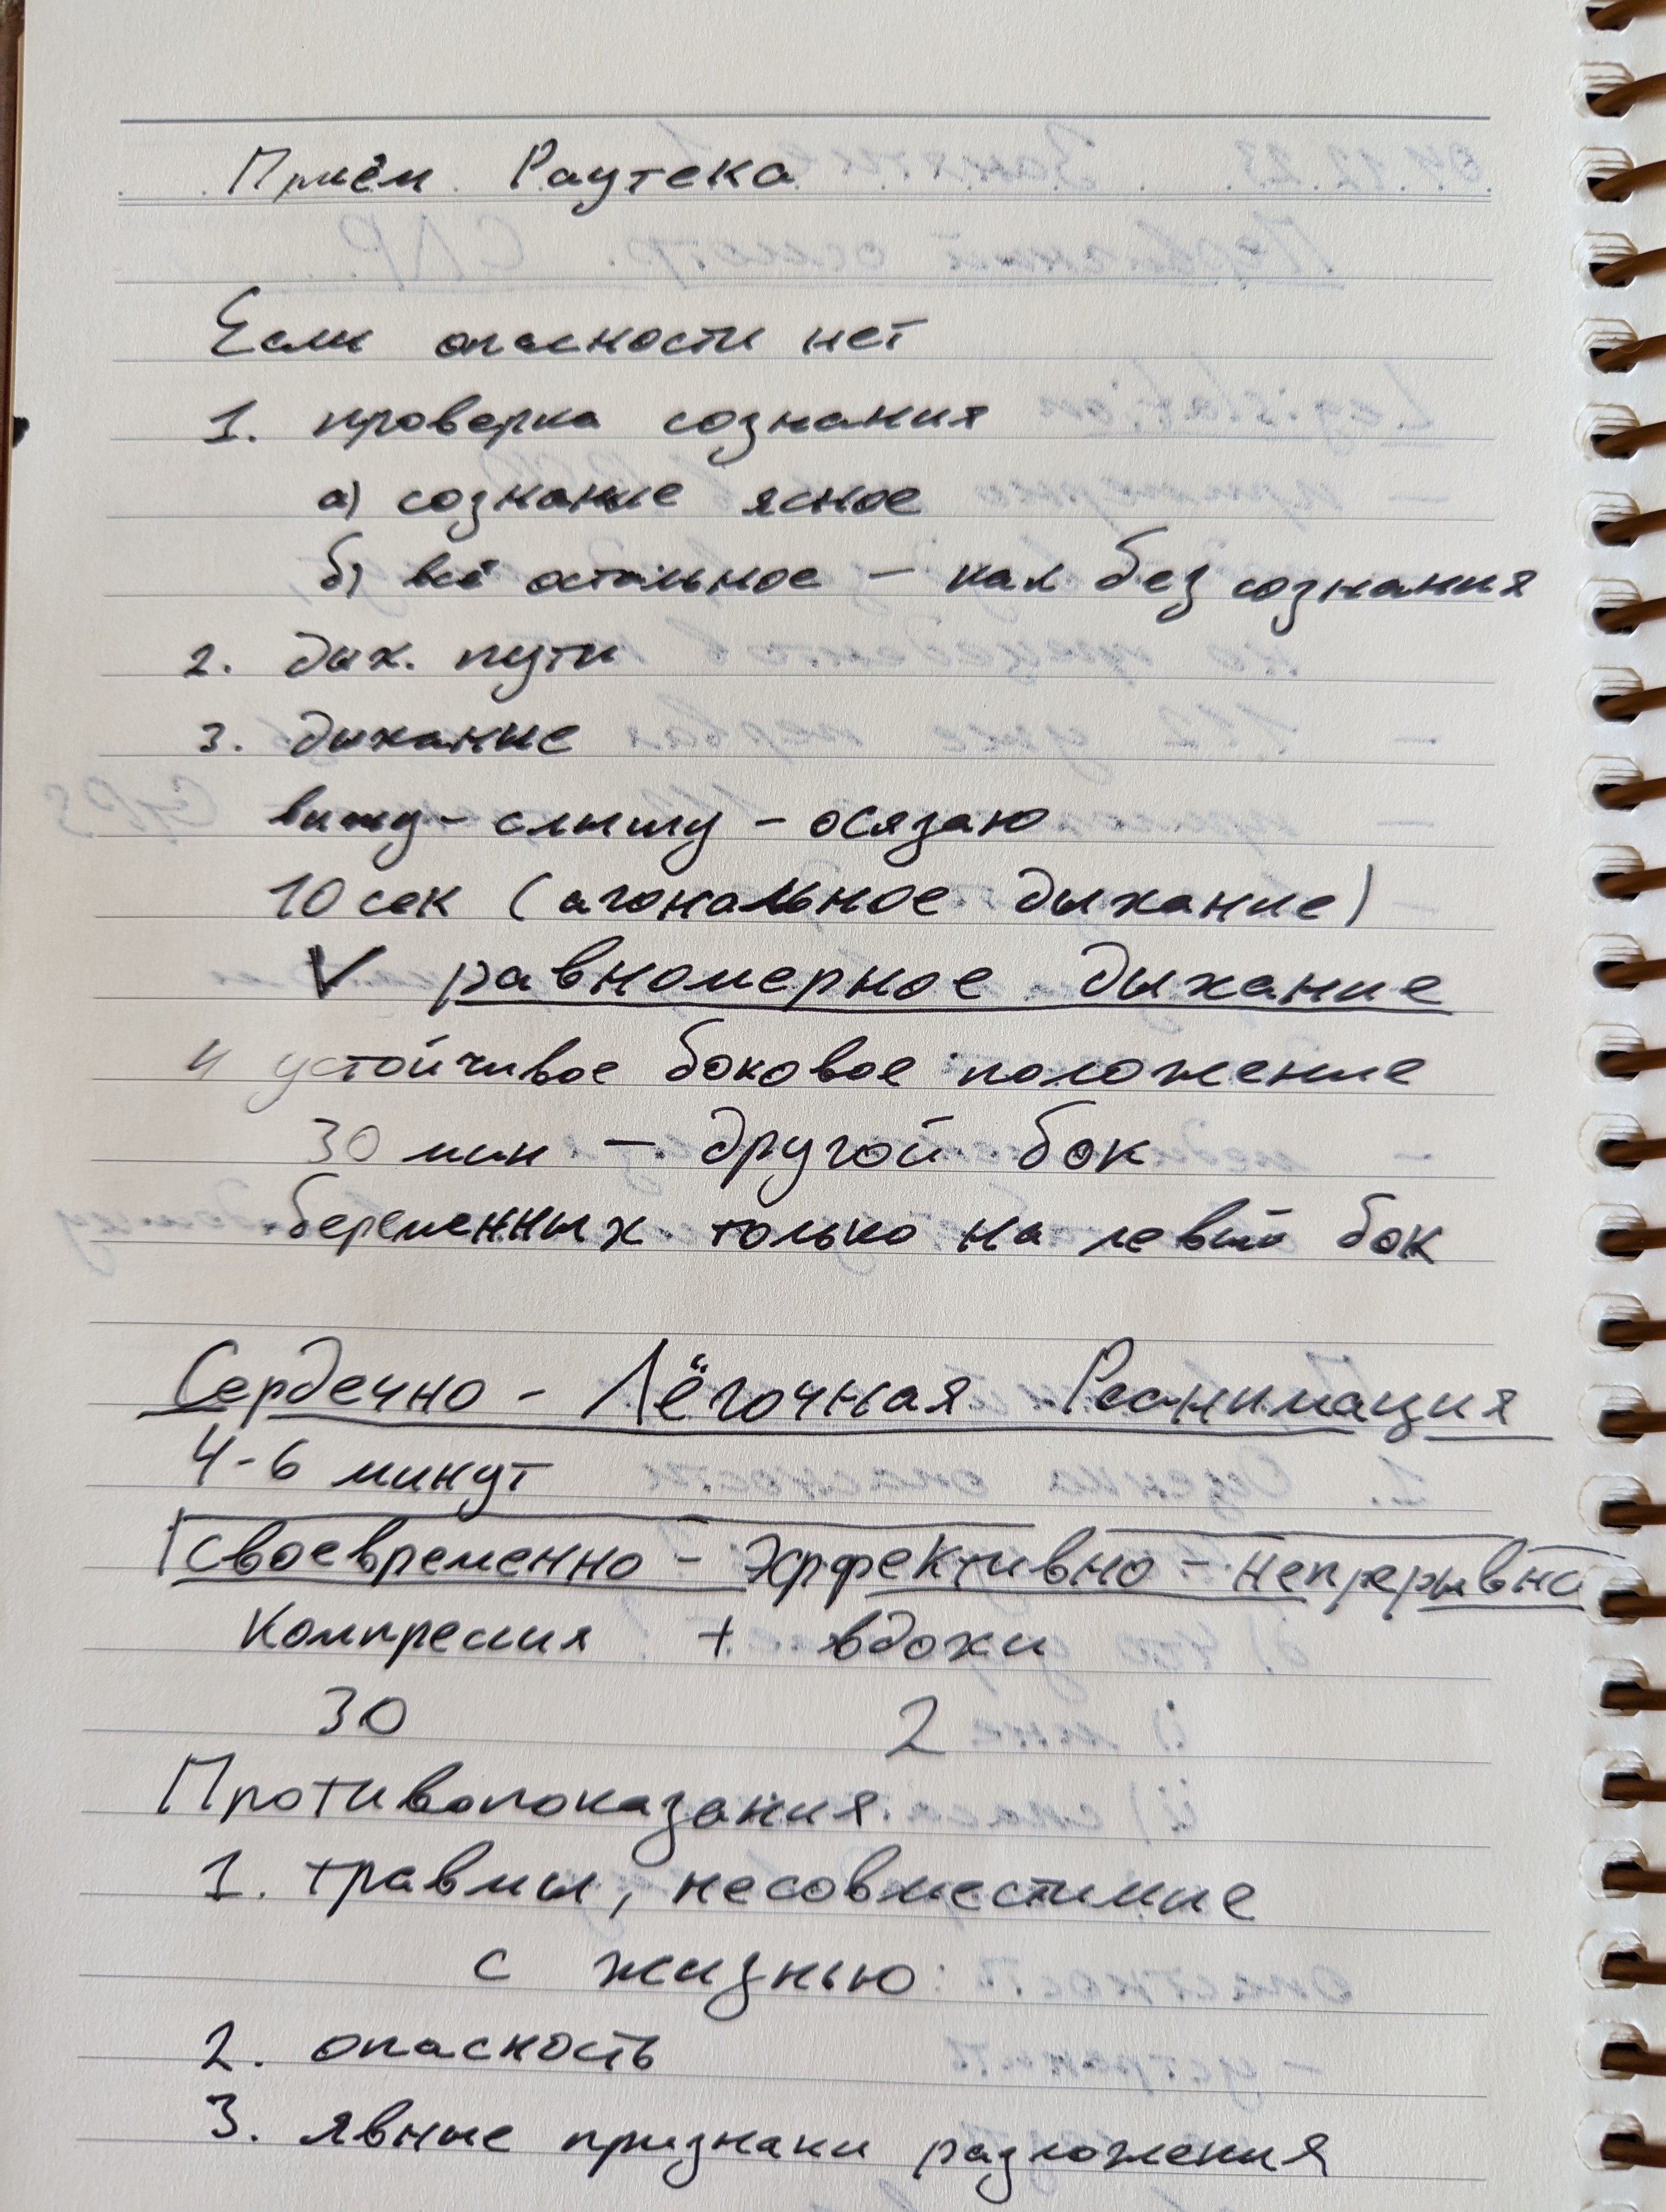 Приём Раутека
Если опасности нет
1. проверка сознания
а) сознание ясное
б) всё остальное – как без сознания
2. дых. пути
3. дыхание
вижу – слышу – осязаю
10 сек (агональное дыхание)
V равномерное дыхание
4 устойчивое боковое положение
30 мин – другой бок
беременных только на левый бок
Сердечно - Лёгочная Реанимация
4-6 минут
своевременно – эффективно – непрерывно
Компрессия + вдохи
30 2
Противопоказания
1. травмы, несовместимые
с жизнью
2. опасность
3. явные признаки разложения